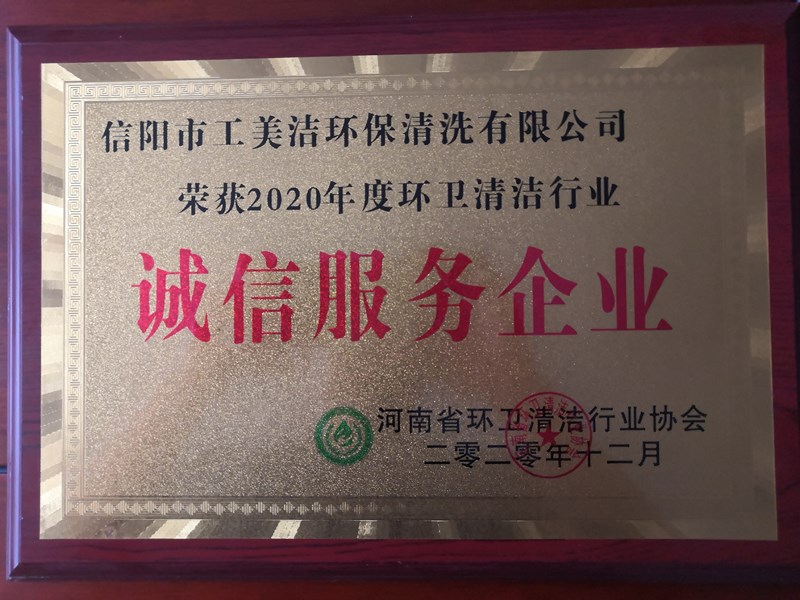 信阳市工美洁环保清洗有限公司
荣获2020年度环卫清洁行业
诚信服务企业
河南省环卫清洁行业协会
二零二零年十二月